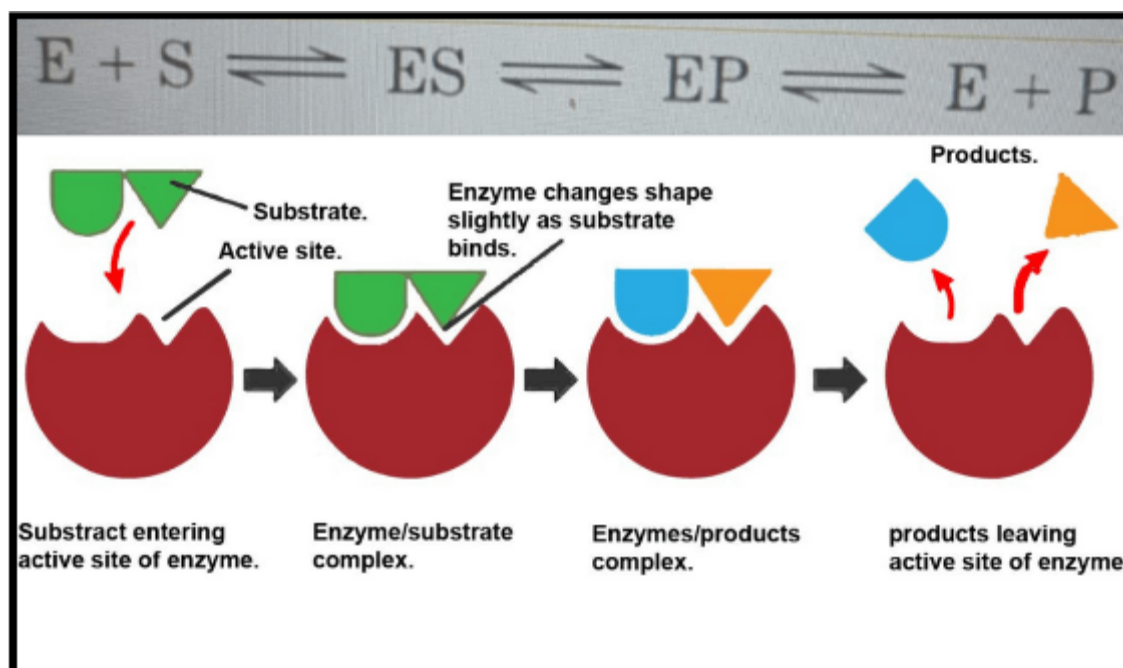 E + S ⇌ ES ⇌ EP ⇌ E + P
Products.
Substrate.
Active site.
Enzyme changes shape
slightly as substrate
binds.
Substract entering
active site of enzyme.
Enzyme/substrate
complex.
Enzymes/products
complex.
products leaving
active site of enzyme